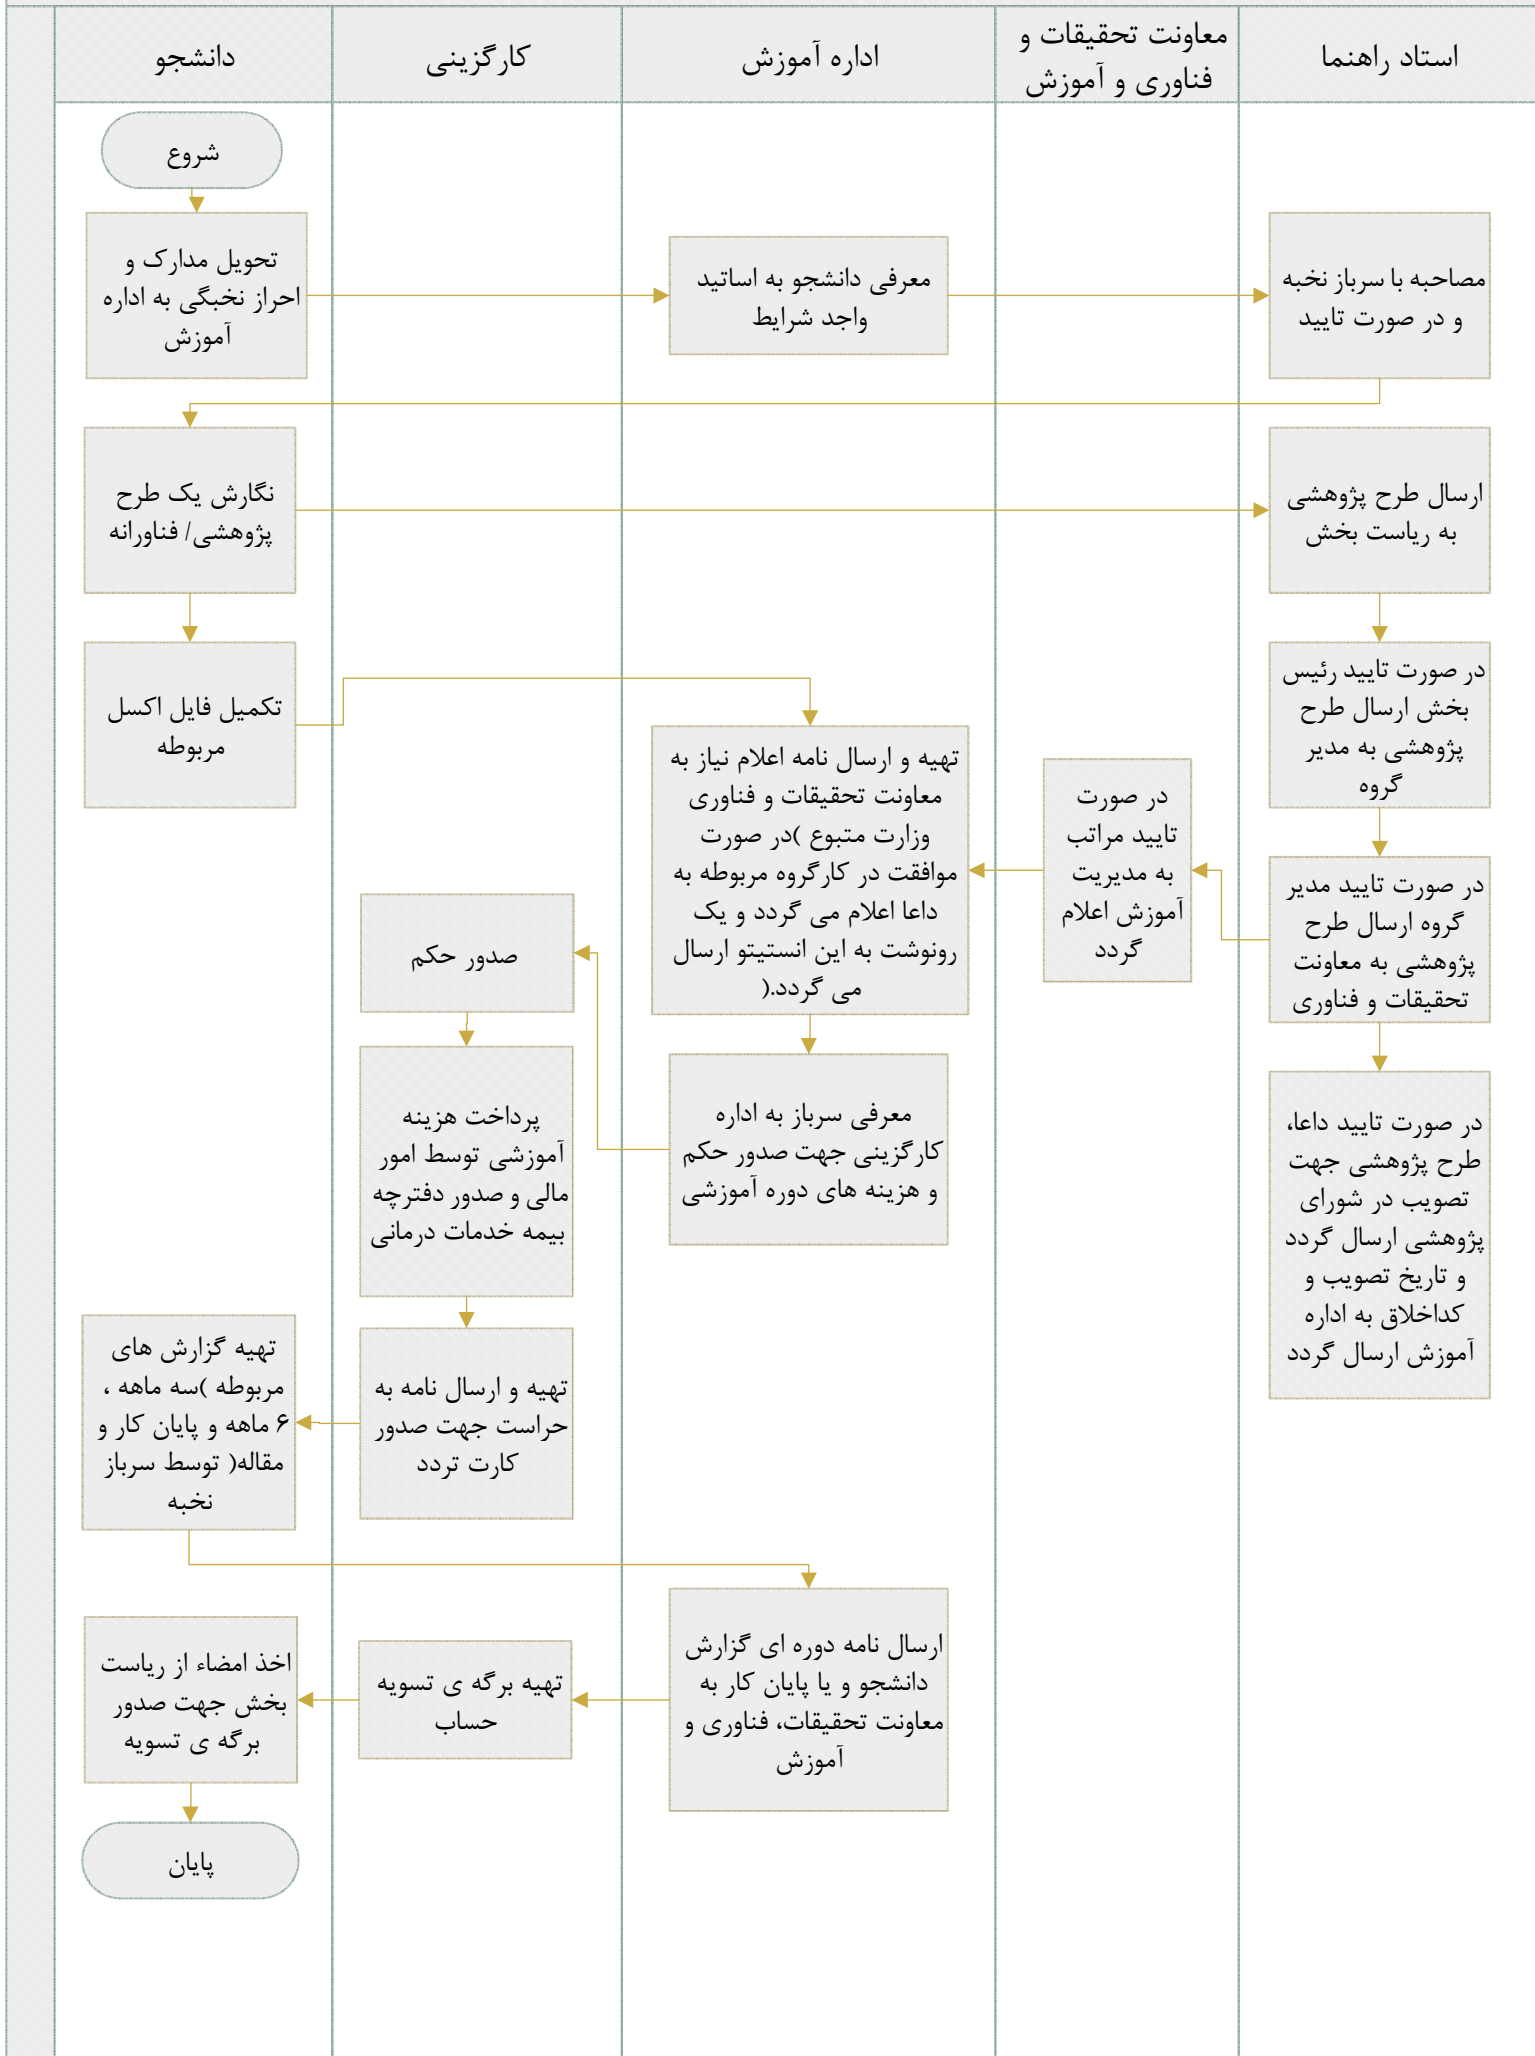 دانشجو
کارگزینی
اداره آموزش
معاونت تحقیقات و
فناوری و آموزش
استاد راهنما
شروع
تحویل مدارک و
احراز نخبگی به اداره
آموزش
معرفی دانشجو به اساتید
واجد شرایط
مصاحبه با سرباز نخبه
و در صورت تایید
نگارش یک طرح
پژوهشی/ فناورانه
ارسال طرح پژوهشی
به ریاست بخش
تکمیل فایل اکسل
مربوطه
در صورت تایید رئیس
بخش ارسال طرح
پژوهشی به مدیر
گروه
تهیه و ارسال نامه اعلام نیاز به
معاونت تحقیقات و فناوری
وزارت متبوع )در صورت
موافقت در کارگروه مربوطه به
داعا اعلام می گردد و یک
رونوشت به این انستیتو ارسال
می گردد.(
در صورت
تایید مراتب
به مدیریت
آموزش اعلام
گردد
در صورت تایید مدیر
گروه ارسال طرح
پژوهشی به معاونت
تحقیقات و فناوری
صدور حکم
معرفی سرباز به اداره
کارگزینی جهت صدور حکم
و هزینه های دوره آموزشی
پرداخت هزینه
آموزشی توسط امور
مالی و صدور دفترچه
بیمه خدمات درمانی
در صورت تایید داعا،
طرح پژوهشی جهت
تصویب در شورای
پژوهشی ارسال گردد
و تاریخ تصویب و
کداخلاق به اداره
آموزش ارسال گردد
تهیه و ارسال نامه به
حراست جهت صدور
کارت تردد
تهیه گزارش های
مربوطه )سه ماهه ،
۶ ماهه و پایان کار و
مقاله( توسط سرباز
نخبه
ارسال نامه دوره ای گزارش
دانشجو و یا پایان کار به
معاونت تحقیقات، فناوری و
آموزش
تهیه برگه ی تسویه
حساب
اخذ امضاء از ریاست
بخش جهت صدور
برگه ی تسویه
پایان